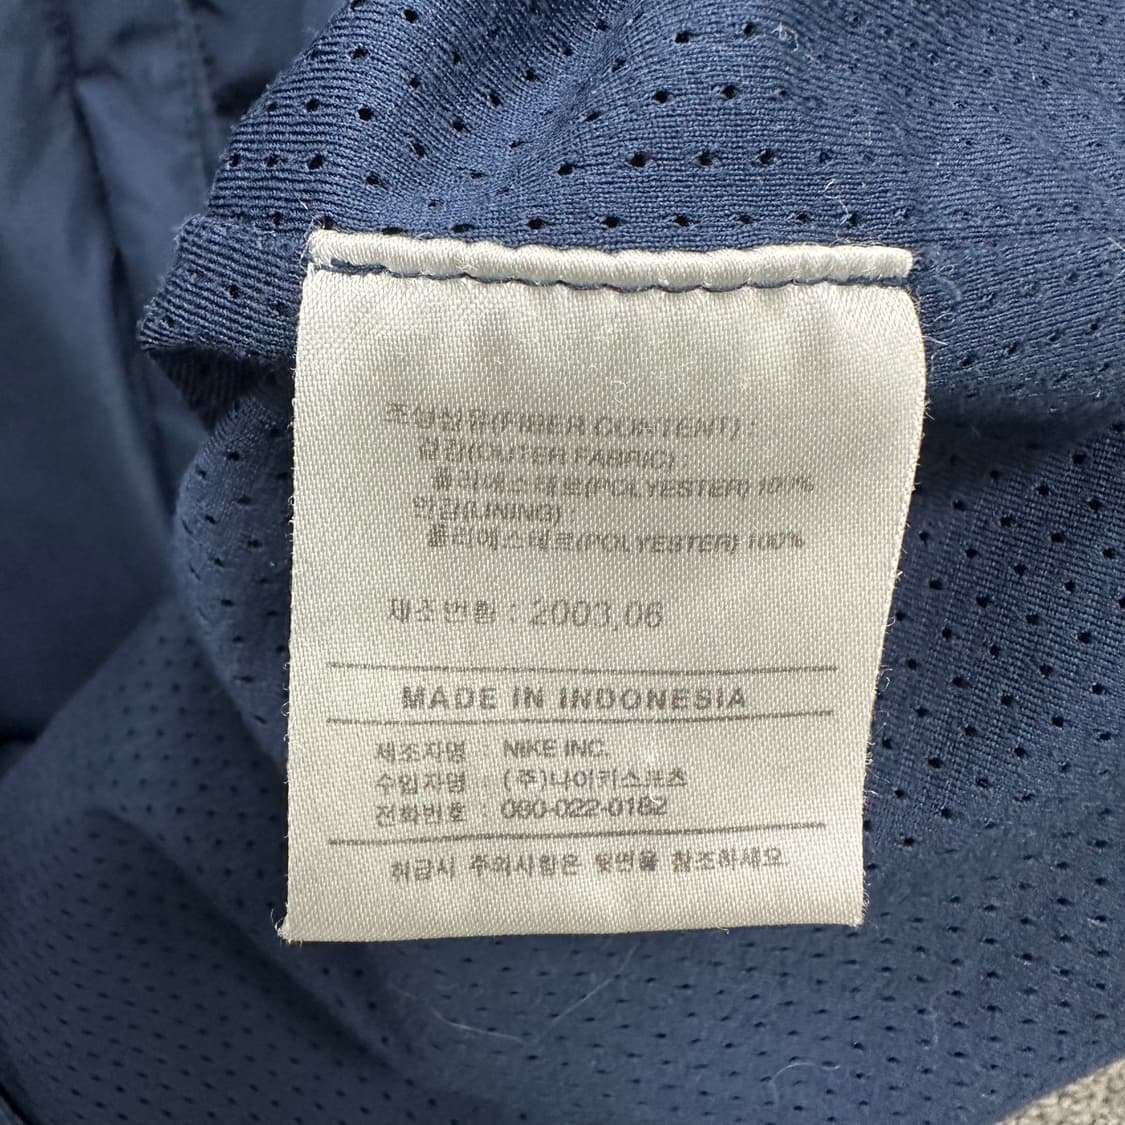 조성섬유(FIBER CONTENT) :
겉감(OUTER FABRIC) :
폴리에스테르(POLYESTER) 100%
안감(LINING) :
폴리에스테르(POLYESTER) 100%
제조년월 : 2003.06
MADE IN INDONESIA
제조자명 : NIKE INC.
수입자명 : (주)나이키스포츠
전화번호 : 080-022-0182
취급시 주의사항은 뒷면을 참조하세요.